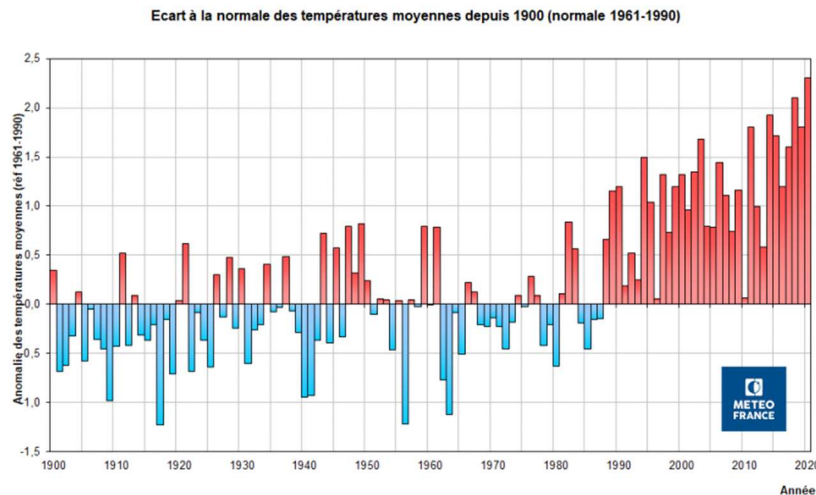 Ecart à la normale des températures moyennes depuis 1900 (normale 1961-1990)
Anomalie des températures moyennes (réf 1961-1990)
2,5
2,0
1,5
1,0
0,5
0,0
-0,5
-1,0
-1,5
1900 1910 1920 1930 1940 1950 1960 1970 1980 1990 2000 2010 2020
Année
METEO
FRANCE